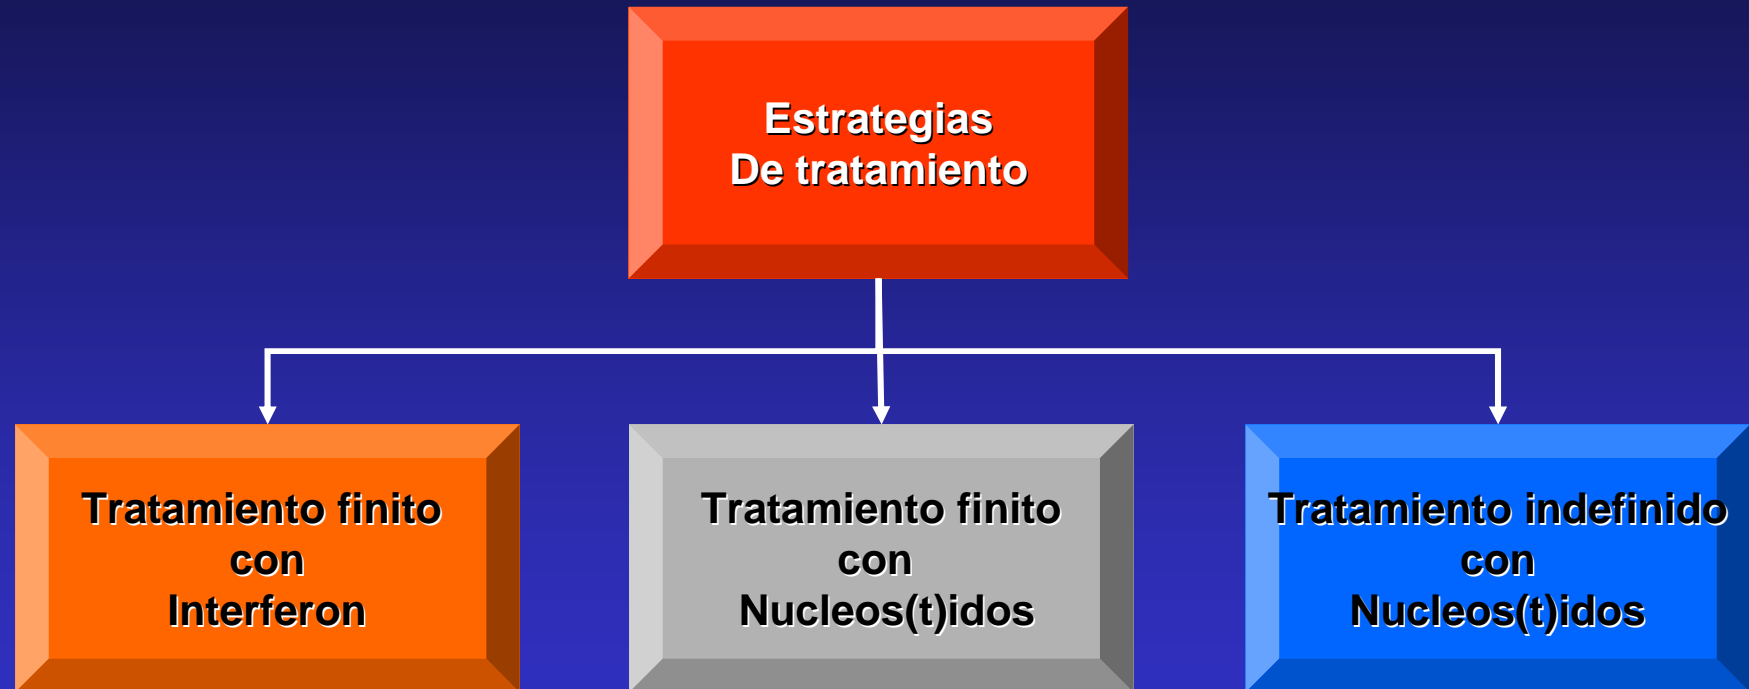 Estrategias
De tratamiento
Tratamiento finito
con
Interferon
Tratamiento finito
con
Nucleos(t)idos
Tratamiento indefinido
con
Nucleos(t)idos